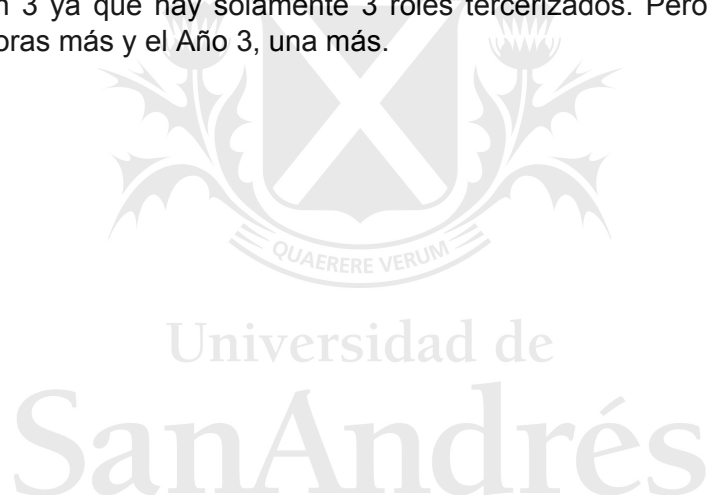 n 3 ya que hay solamente 3 roles tercerizados. Pero
oras más y el Año 3, una más.
QUAERERE VERUM
Universidad de
SanAndrés